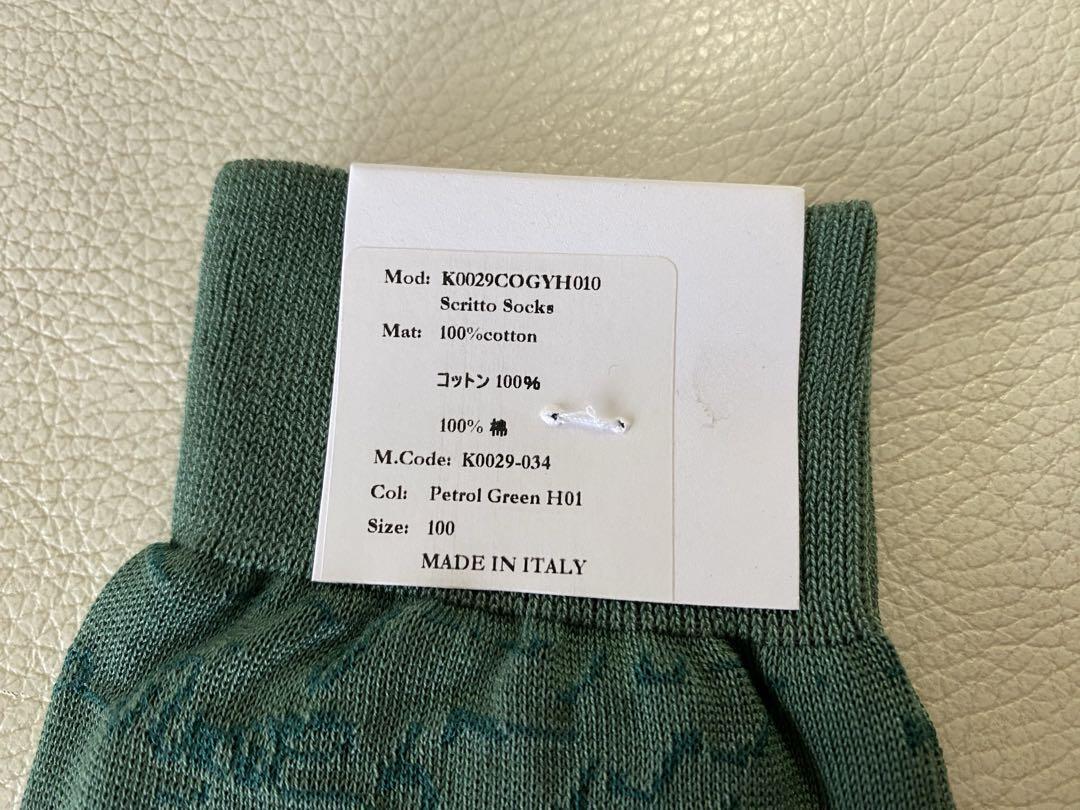 Mod: K0029COGYH010
Scritto Socks
Mat: 100%cotton
コットン 100%
100% 棉
M.Code: K0029-034
Col: Petrol Green H01
Size: 100
MADE IN ITALY